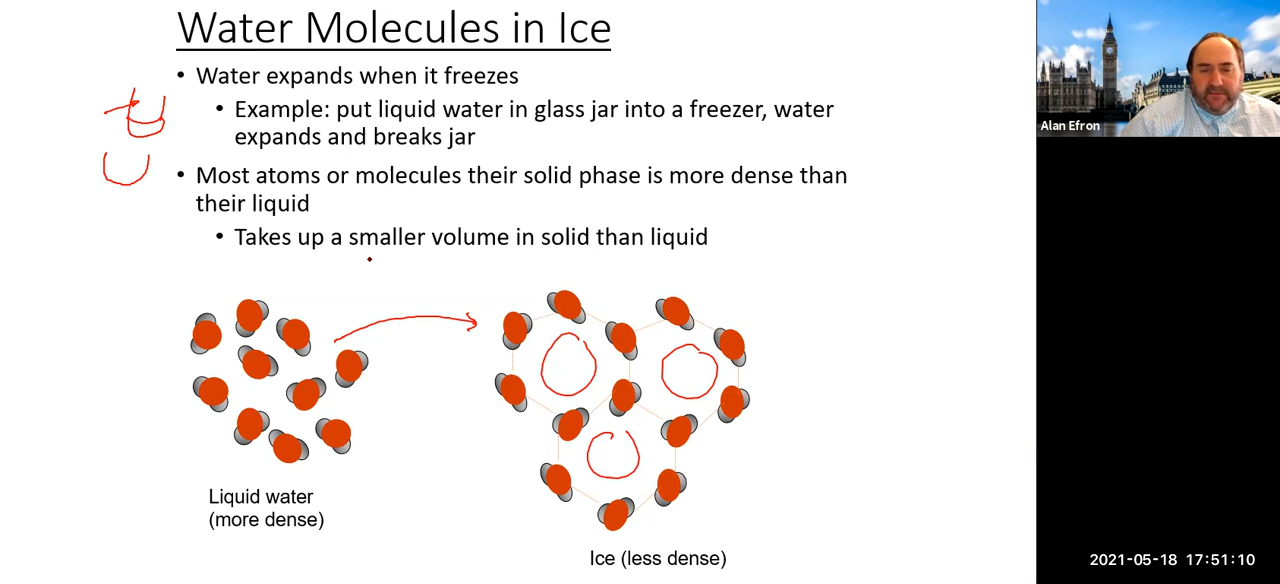 Water Molecules in Ice
• Water expands when it freezes
• Example: put liquid water in glass jar into a freezer, water
expands and breaks jar
• Most atoms or molecules their solid phase is more dense than
their liquid
• Takes up a smaller volume in solid than liquid
Liquid water
(more dense)
Ice (less dense)
Alan Efron
2021-05-18 17:51:10